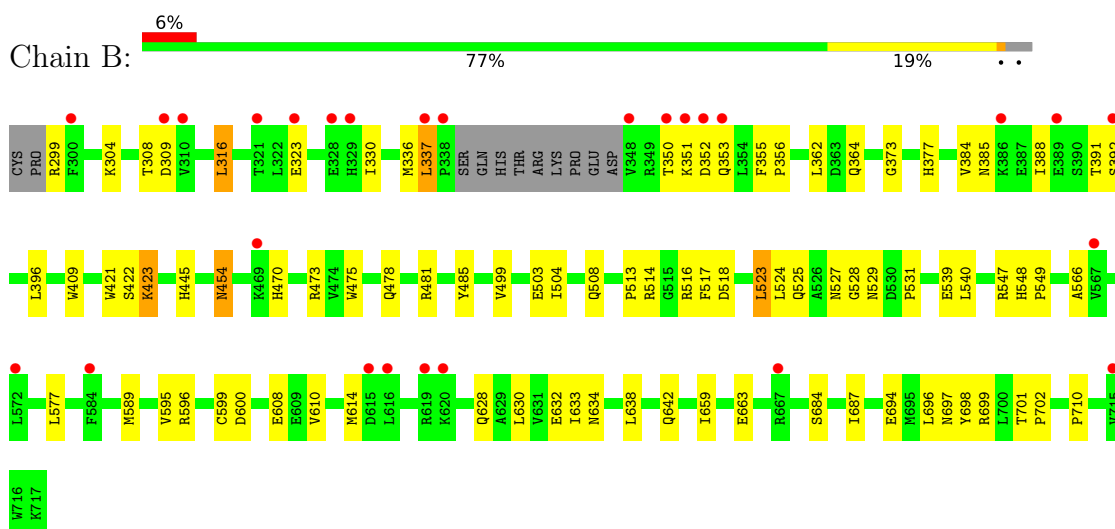 6%
Chain B:
77% 19% • •
CYS PRO R299 F300 K304 T308 D309 V310 L316 T321 L322 E323 E328 H329 I330 M336 L337 P338 SER GLN HIS THR ARG LYS PRO GLU ASP V348 R349 T350 K351 D352 Q353 L354 F355 P356 L362 D363 Q364 G373 H377 V384 N385 K386 E387 I388 E389 S390 T391 S392
L396 W409 W421 S422 K423 H445 N454 K469 H470 R473 V474 W475 Q478 R481 Y485 V499 E503 I504 Q508 P513 R514 G515 R516 F517 D518 L523 L524 Q525 A526 N527 G528 N529 D530 P531 E539 L540 R547 H548 P549 A566 V567
L572 L577 F584 M589 V595 R596 C599 D600 E608 E609 V610 M614 D615 L616 R619 K620 Q628 A629 L630 V631 E632 I633 N634 L638 Q642 I659 E663 R667 S684 I687 E694 M695 L696 N697 Y698 R699 L700 T701 P702 P710 V715
W716 K717